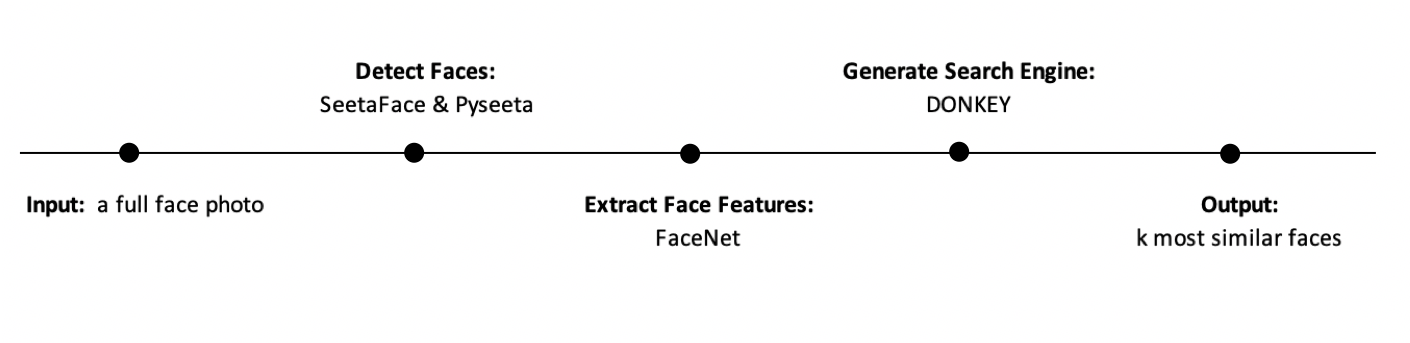 Detect Faces:
SeetaFace & Pyseeta
Generate Search Engine:
DONKEY
Input: a full face photo
Extract Face Features:
FaceNet
Output:
k most similar faces